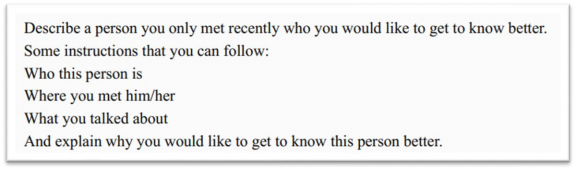 Describe a person you only met recently who you would like to get to know better.
Some instructions that you can follow:
Who this person is
Where you met him/her
What you talked about
And explain why you would like to get to know this person better.